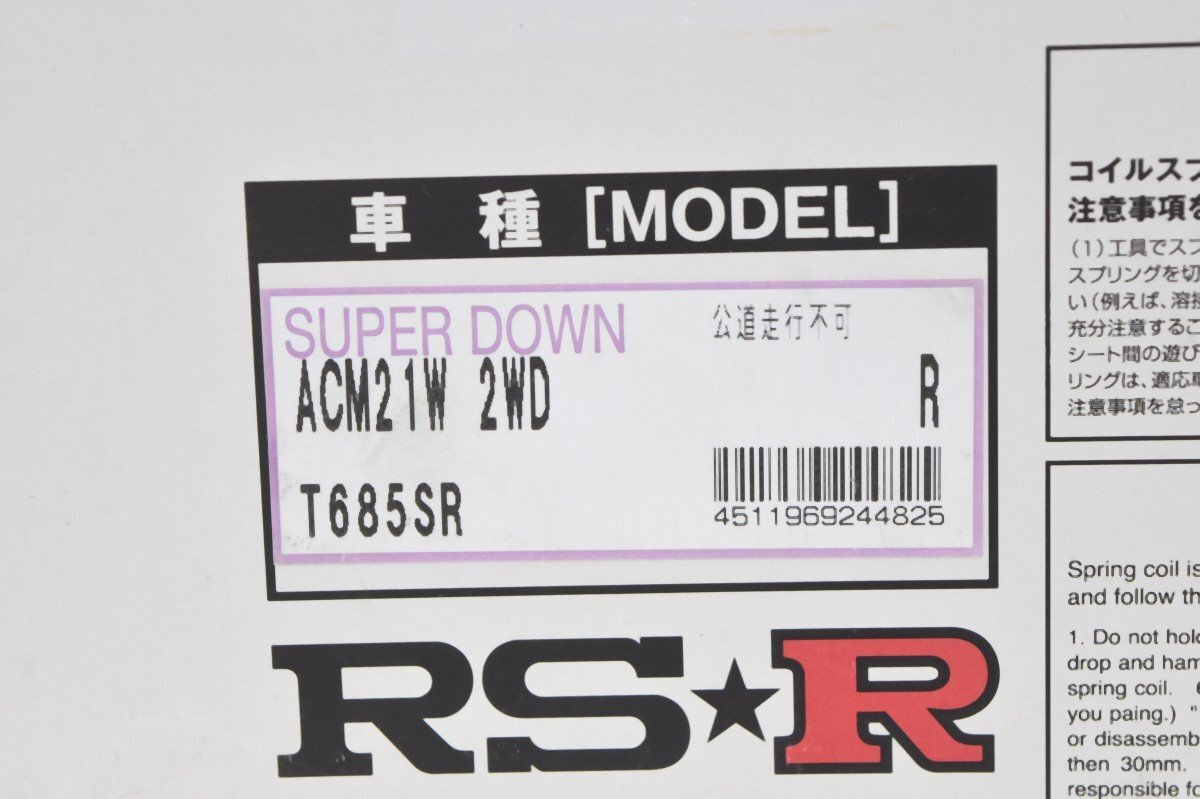 車種 [MODEL]
SUPER DOWN
公道走行不可
ACM21W 2WD
R
T685SR
4511969244825
RS★R
コイルスプ
注意事項を
(1)工具でスプ
スプリングを切
い(例えば、溶接
充分注意するこ
シート間の遊び
リングは、適応車
注意事項を怠っ
Spring coil is
and follow th
1. Do not hold
drop and ham
spring coil.
you paing.) "
or disassemb
then 30mm.
responsible fo